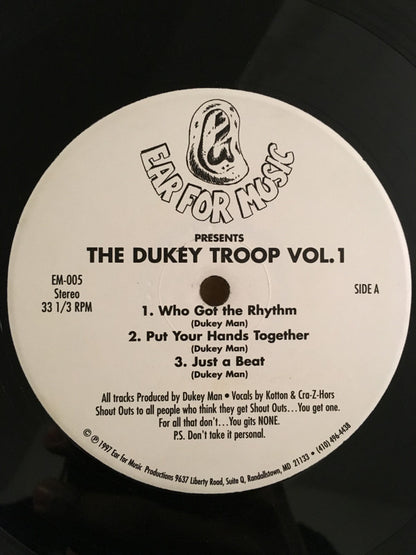 EAR FOR MUSIC
PRESENTS
THE DUKEY TROOP VOL.1
EM-005
Stereo
33 1/3 RPM
SIDE A
1. Who Got the Rhythm
(Dukey Man)
2. Put Your Hands Together
(Dukey Man)
3. Just a Beat
(Dukey Man)
All tracks Produced by Dukey Man • Vocals by Kotton & Cra-Z-Hors
Shout Outs to all people who think they get Shout Outs...You get one.
For all that don't...You gits NONE.
P.S. Don't take it personal.
© ℗ 1997 Ear For Music Productions 9637 Liberty Road, Suite Q, Randallstown, MD 21133 • (410) 496-4438